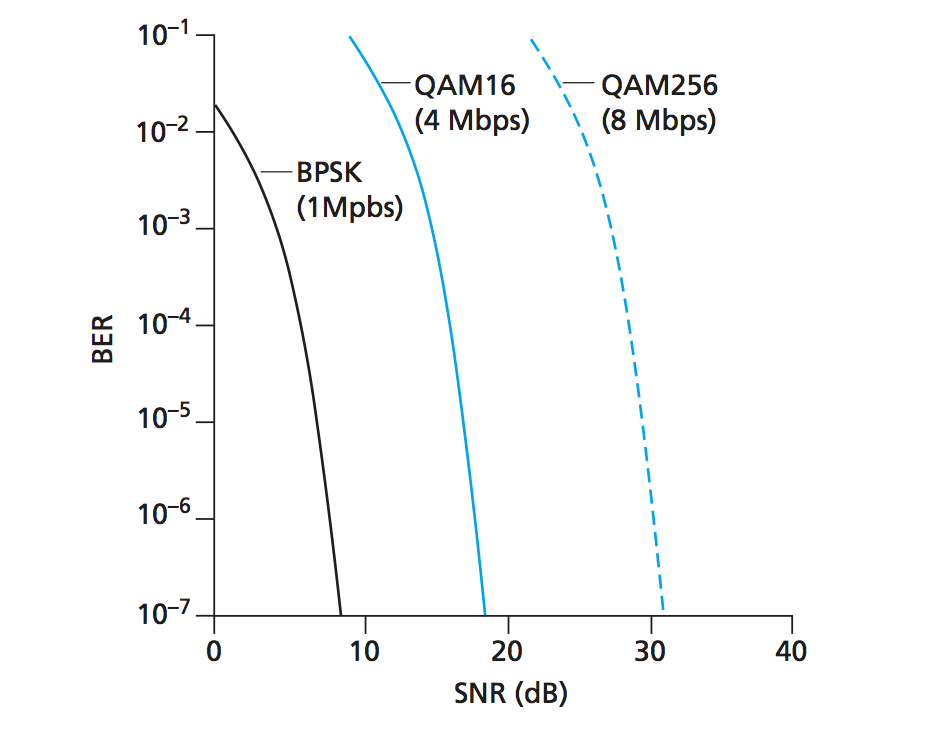 10⁻¹
QAM16
(4 Mbps)
QAM256
(8 Mbps)
10⁻²
BPSK
(1Mpbs)
10⁻³
10⁻⁴
BER
10⁻⁵
10⁻⁶
10⁻⁷
0 10 20 30 40
SNR (dB)